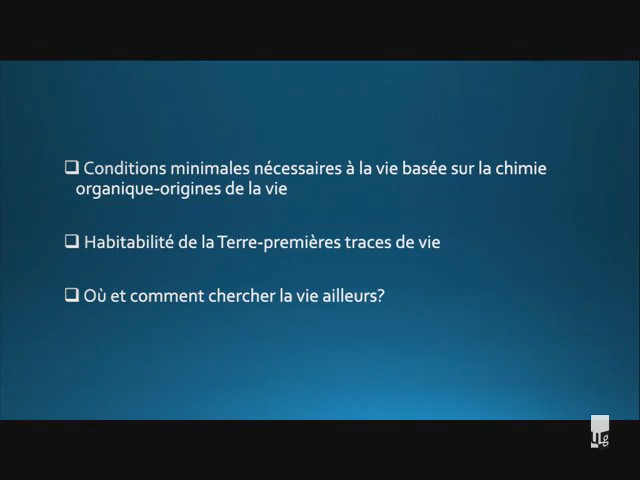 ❑ Conditions minimales nécessaires à la vie basée sur la chimie
organique-origines de la vie
❑ Habitabilité de la Terre-premières traces de vie
❑ Où et comment chercher la vie ailleurs?
ULg